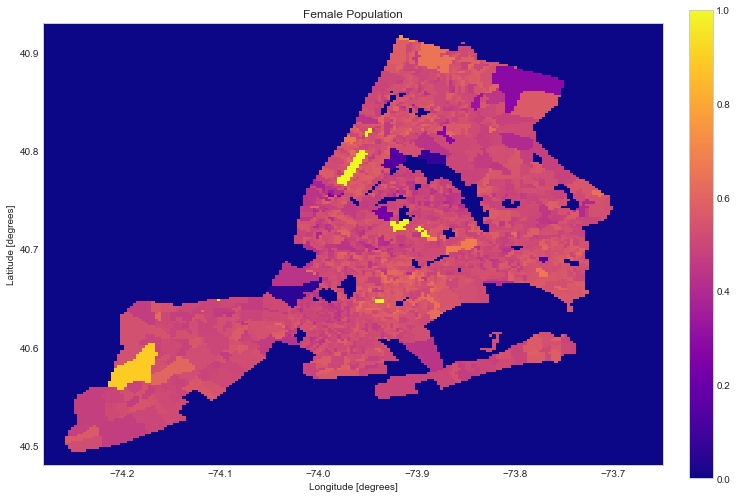 Female Population
1.0
40.9
0.8
40.8
0.6
40.7
0.4
40.6
0.2
40.5
0.0
−74.2 −74.1 −74.0 −73.9 −73.8 −73.7
Longitude [degrees]
Latitude [degrees]